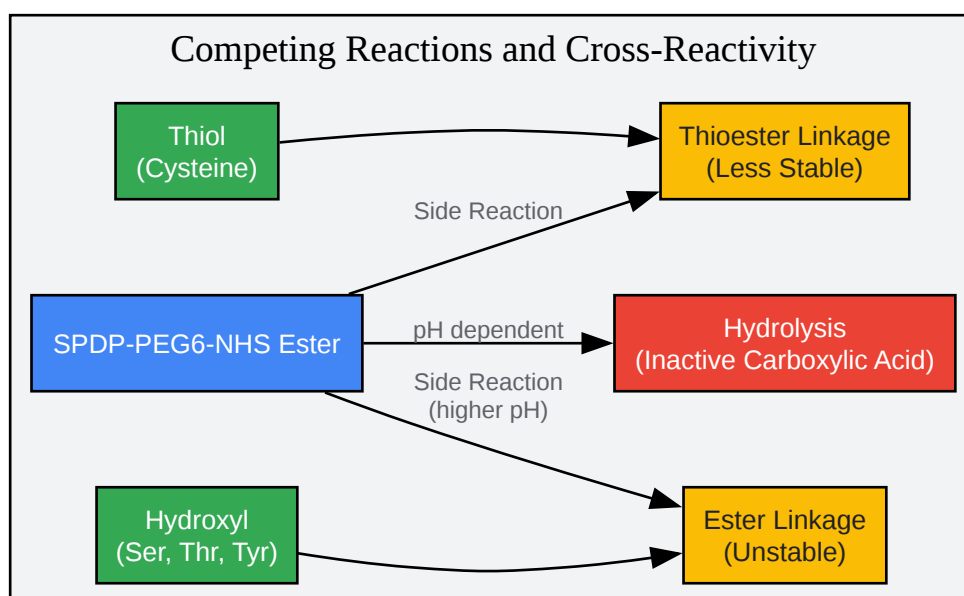 Competing Reactions and Cross-Reactivity
Thiol
(Cysteine)
Thioester Linkage
(Less Stable)
Side Reaction
SPDP-PEG6-NHS Ester
pH dependent
Hydrolysis
(Inactive Carboxylic Acid)
Side Reaction
(higher pH)
Hydroxyl
(Ser, Thr, Tyr)
Ester Linkage
(Unstable)